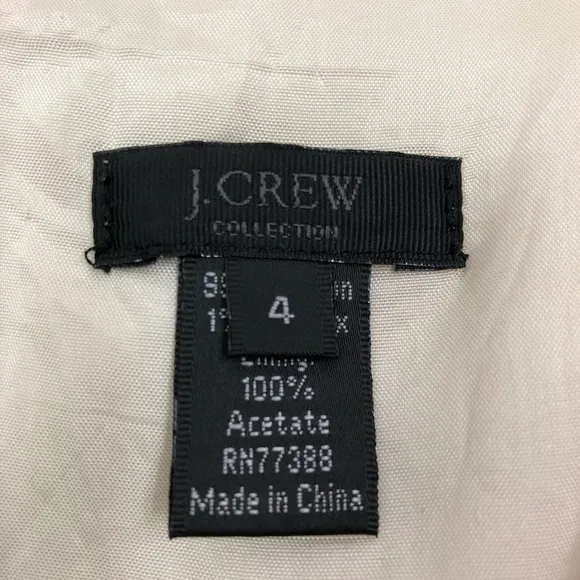 J.CREW
COLLECTION
4
100%
Acetate
RN77388
Made in China